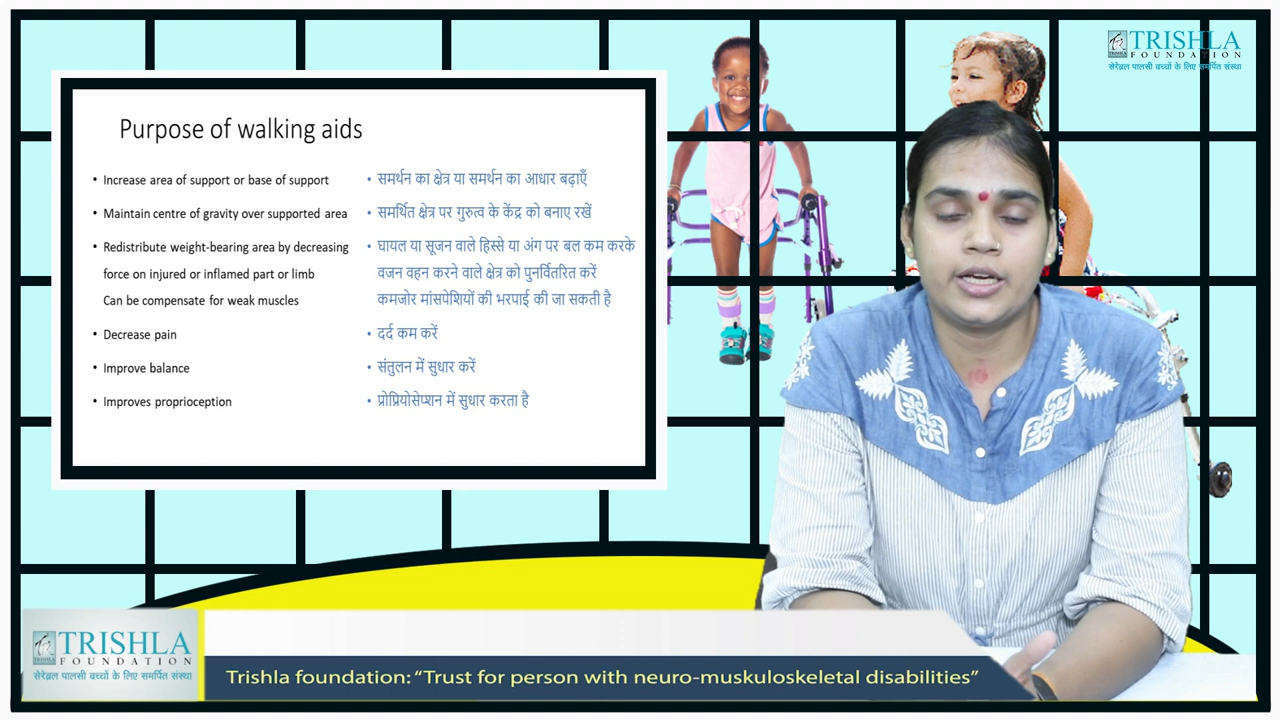 TRISHLA
FOUNDATION
सेरेब्रल पालसी बच्चों के लिए समर्पित संस्था
Purpose of walking aids
• Increase area of support or base of support
• Maintain centre of gravity over supported area
• Redistribute weight-bearing area by decreasing
force on injured or inflamed part or limb
Can be compensate for weak muscles
• Decrease pain
• Improve balance
• Improves proprioception
• समर्थन का क्षेत्र या समर्थन का आधार बढ़ाएँ
• समर्थित क्षेत्र पर गुरुत्व के केंद्र को बनाए रखें
• घायल या सूजन वाले हिस्से या अंग पर बल कम करके
वजन वहन करने वाले क्षेत्र को पुनर्वितरित करें
कमजोर मांसपेशियों की भरपाई की जा सकती है
• दर्द कम करें
• संतुलन में सुधार करें
• प्रोप्रियोसेप्शन में सुधार करता है
TRISHLA
FOUNDATION
सेरेब्रल पालसी बच्चों के लिए समर्पित संस्था
Trishla foundation: “Trust for person with neuro-muskuloskeletal disabilities”